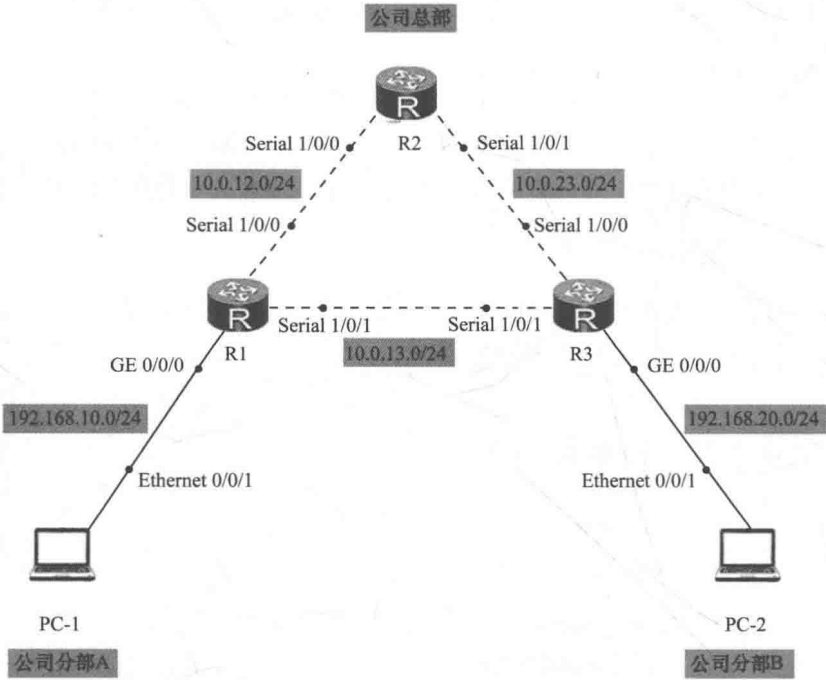 公司总部
R
R2
Serial 1/0/0
Serial 1/0/1
10.0.12.0/24
10.0.23.0/24
Serial 1/0/0
Serial 1/0/0
R
R
Serial 1/0/1
Serial 1/0/1
R1
10.0.13.0/24
R3
GE 0/0/0
GE 0/0/0
192.168.10.0/24
192.168.20.0/24
Ethernet 0/0/1
Ethernet 0/0/1
PC-1
PC-2
公司分部A
公司分部B